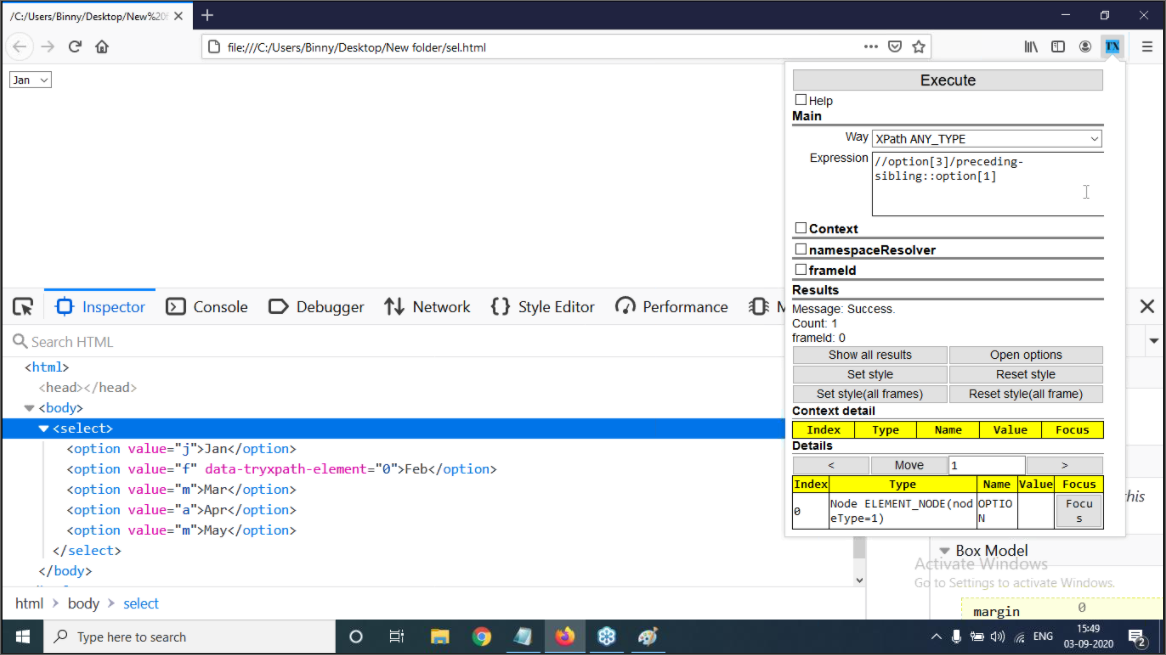 /C:/Users/Binny/Desktop/New%20
file:///C:/Users/Binny/Desktop/New folder/sel.html
Jan
Execute
Help
Main
Way XPath ANY_TYPE
Expression //option[3]/preceding-
sibling::option[1]
Context
namespaceResolver
frameId
Results
Message: Success.
Count: 1
frameId: 0
Show all results Open options
Set style Reset style
Set style(all frames) Reset style(all frame)
Context detail
Index Type Name Value Focus
Details
< Move 1 >
Index Type Name Value Focus
0 Node ELEMENT_NODE(nod
eType=1) OPTIO
N Focu
s
Inspector Console Debugger Network Style Editor Performance M
Search HTML
<html>
<head></head>
<body>
<select>
<option value="j">Jan</option>
<option value="f" data-tryxpath-element="0">Feb</option>
<option value="m">Mar</option>
<option value="a">Apr</option>
<option value="m">May</option>
</select>
</body>
html > body > select
this
Box Model
Activate Windows
Go to Settings to activate Windows.
margin 0
Type here to search
ENG
15:49
03-09-2020
2